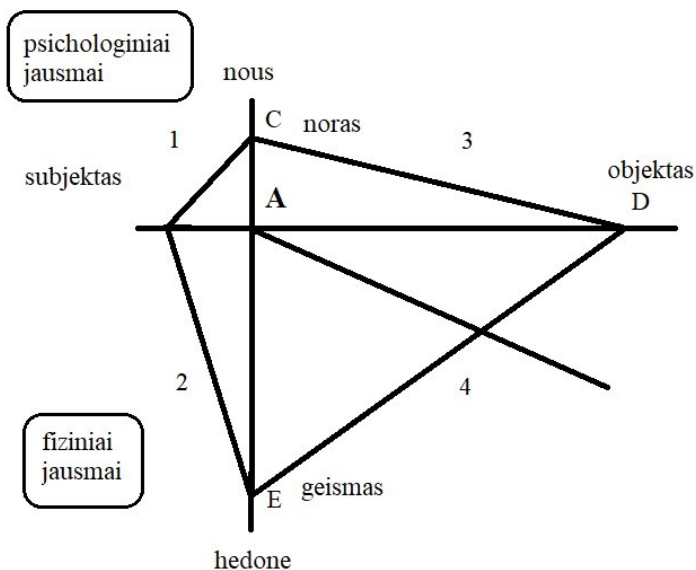 psichologiniai
jausmai
nous
C noras
1
3
subjektas
objektas
A
D
2
4
fiziniai
jausmai
E geismas
hedone